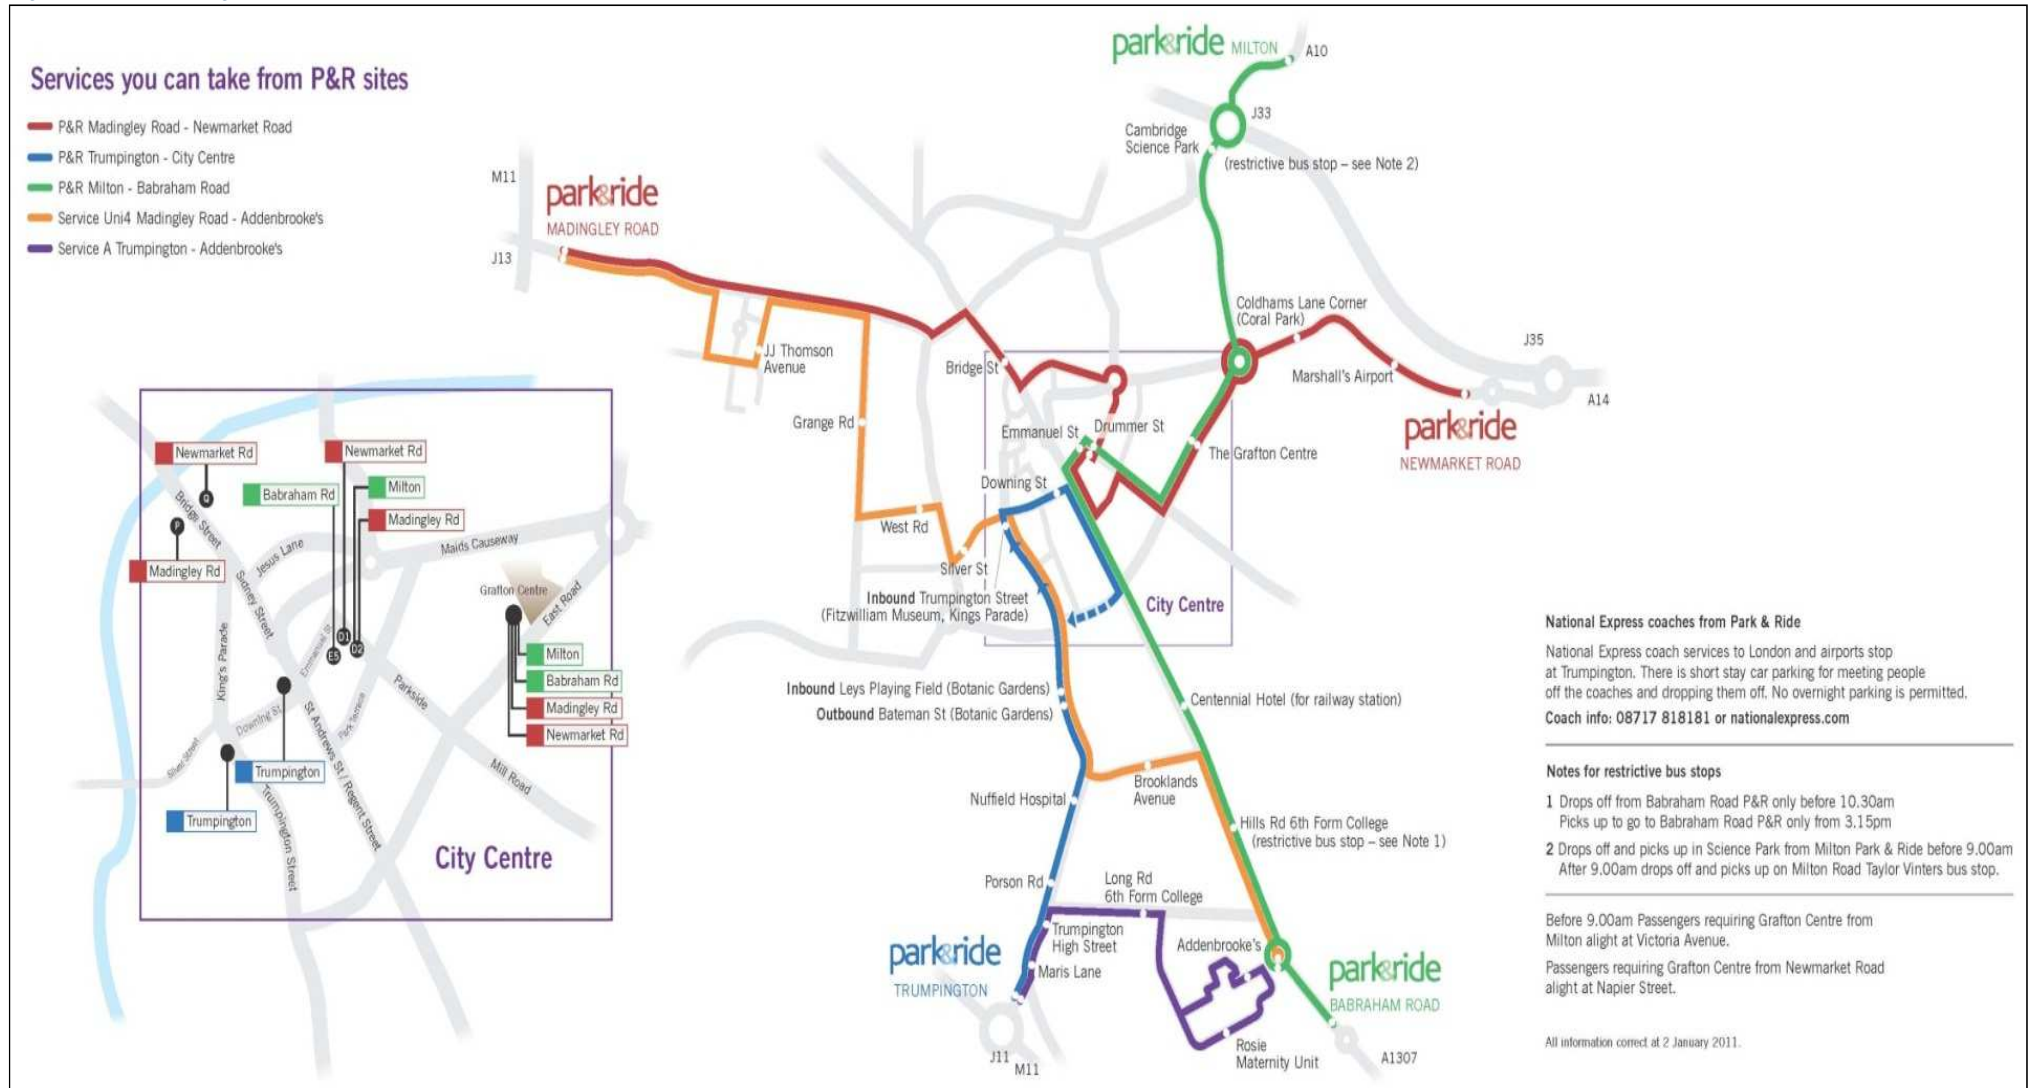 Services you can take from P&R sites
P&R Madingley Road - Newmarket Road
P&R Trumpington - City Centre
P&R Milton - Babraham Road
Service Uni4 Madingley Road - Addenbrooke's
Service A Trumpington - Addenbrooke's
park&ride MILTON
A10
J33
Cambridge
Science Park
(restrictive bus stop – see Note 2)
M11
park&ride
MADINGLEY ROAD
J13
Coldhams Lane Corner
(Coral Park)
J35
A14
Marshall's Airport
park&ride
NEWMARKET ROAD
JJ Thomson
Avenue
Bridge St
Grange Rd
Emmanuel St
Drummer St
The Grafton Centre
Downing St
West Rd
Silver St
Inbound Trumpington Street
(Fitzwilliam Museum, Kings Parade)
City Centre
Inbound Leys Playing Field (Botanic Gardens)
Outbound Bateman St (Botanic Gardens)
Centennial Hotel (for railway station)
Nuffield Hospital
Brooklands
Avenue
Hills Rd 6th Form College
(restrictive bus stop – see Note 1)
Porson Rd
Long Rd
6th Form College
Trumpington
High Street
Maris Lane
Addenbrooke's
park&ride
TRUMPINGTON
park&ride
BABRAHAM ROAD
Rosie
Maternity Unit
J11
M11
A1307
Newmarket Rd
Newmarket Rd
Babraham Rd
Milton
Madingley Rd
Q
P
Bridge Street
Madingley Rd
Jesus Lane
Maids Causeway
Sidney Street
Grafton Centre
East Road
D1
D2
E5
Emmanuel St
King's Parade
Milton
Babraham Rd
Madingley Rd
Newmarket Rd
Parkside
Park Terrace
Downing St
St Andrews St / Regent Street
Silver Street
Mill Road
Trumpington
Trumpington
Trumpington Street
City Centre
National Express coaches from Park & Ride
National Express coach services to London and airports stop
at Trumpington. There is short stay car parking for meeting people
off the coaches and dropping them off. No overnight parking is permitted.
Coach info: 08717 818181 or nationalexpress.com
Notes for restrictive bus stops
1 Drops off from Babraham Road P&R only before 10.30am
Picks up to go to Babraham Road P&R only from 3.15pm
2 Drops off and picks up in Science Park from Milton Park & Ride before 9.00am
After 9.00am drops off and picks up on Milton Road Taylor Vinters bus stop.
Before 9.00am Passengers requiring Grafton Centre from
Milton alight at Victoria Avenue.
Passengers requiring Grafton Centre from Newmarket Road
alight at Napier Street.
All information correct at 2 January 2011.